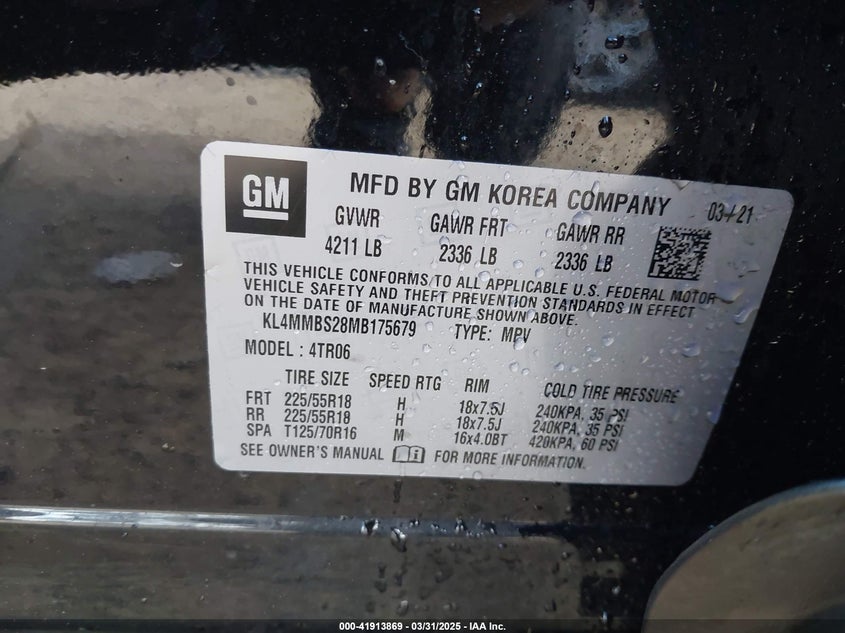 GM
MFD BY GM KOREA COMPANY 03/21
GVWR GAWR FRT GAWR RR
4211 LB 2336 LB 2336 LB
THIS VEHICLE CONFORMS TO ALL APPLICABLE U.S. FEDERAL MOTOR
VEHICLE SAFETY AND THEFT PREVENTION STANDARDS IN EFFECT
ON THE DATE OF MANUFACTURE SHOWN ABOVE.
KL4MMBS28MB175679 TYPE: MPV
MODEL : 4TR06
TIRE SIZE SPEED RTG RIM COLD TIRE PRESSURE
FRT 225/55R18 H 18x7.5J 240KPA, 35 PSI
RR 225/55R18 H 18x7.5J 240KPA, 35 PSI
SPA T125/70R16 M 16x4.0BT 420KPA, 60 PSI
SEE OWNER'S MANUAL FOR MORE INFORMATION.
000-41913869 — 03/31/2025 — IAA Inc.